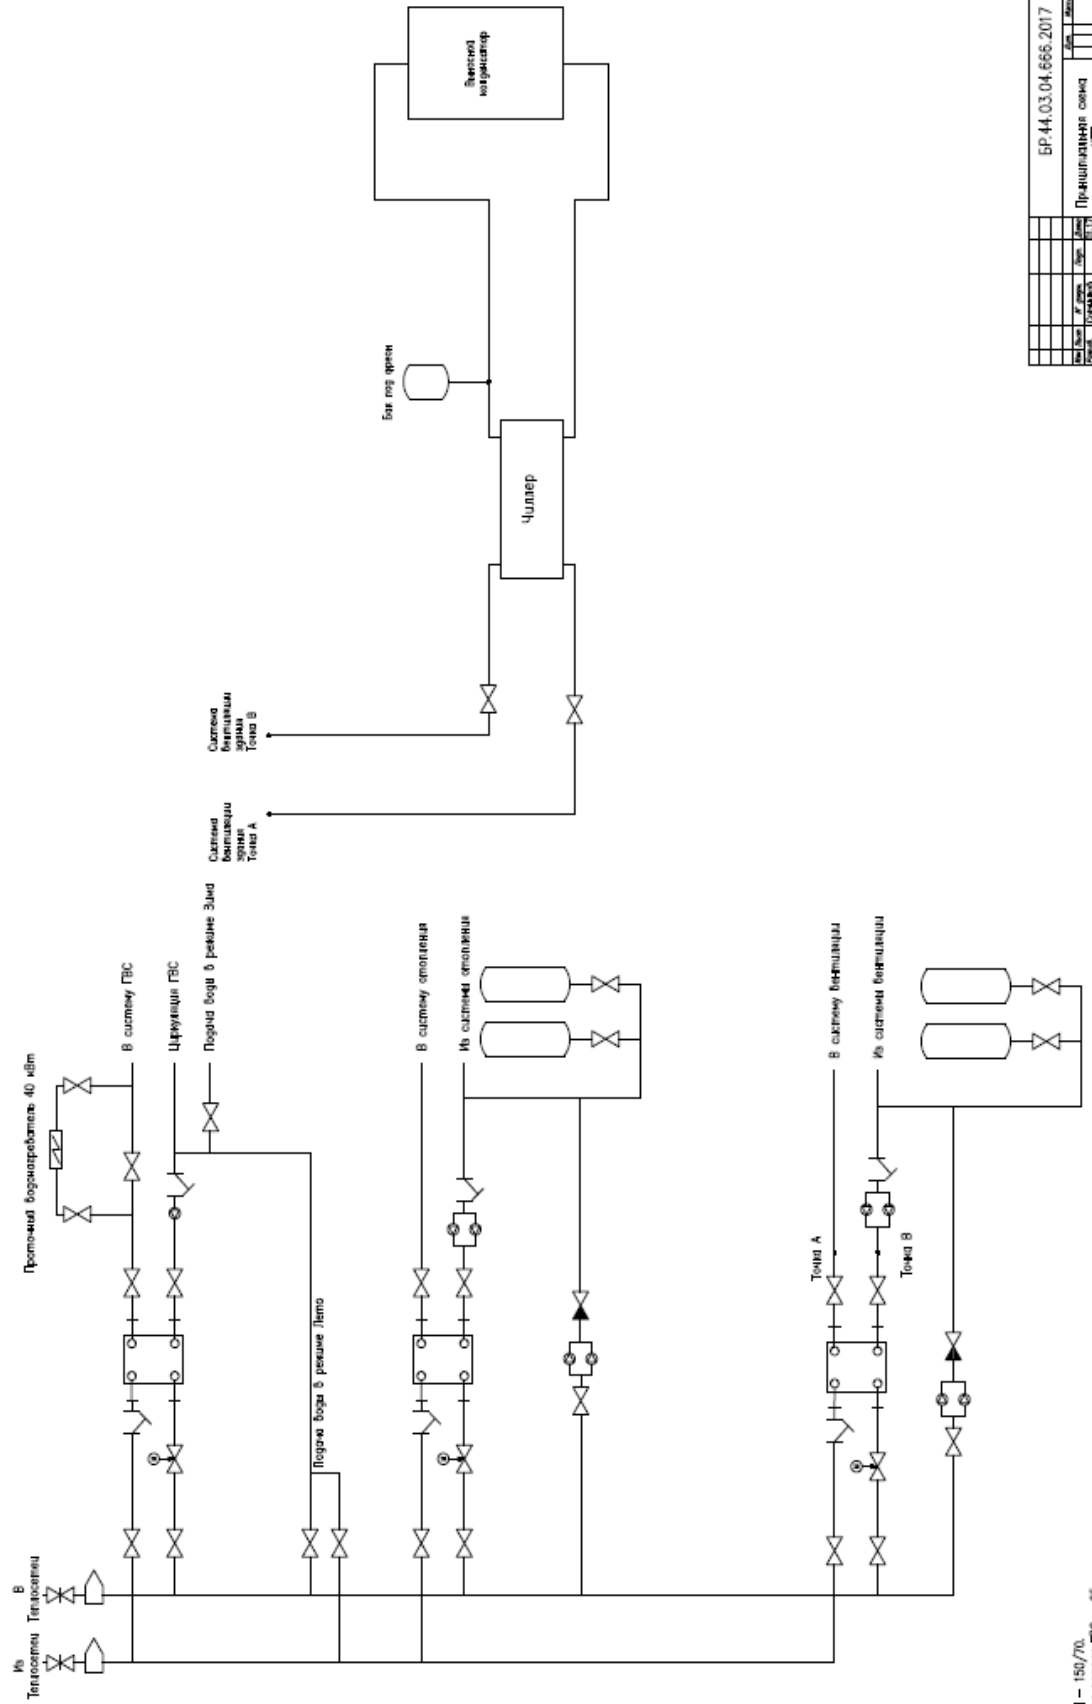 Выносной
конденсатор
Бак под фреон
Чиллер
Система
вентиляции
здания
Точка В
Система
вентиляции
здания
Точка А
Проточный водонагреватель 40 кВт
В систему ГВС
Циркуляция ГВС
Подача воды в режиме Зима
Подача воды в режиме Лето
В систему отопления
Из системы отопления
В систему вентиляции
Из системы вентиляции
Точка А
Точка В
В
Теплосети
Из
Теплосети
БР.44.03.04.666.2017
Принципиальная схема
– 150/70.